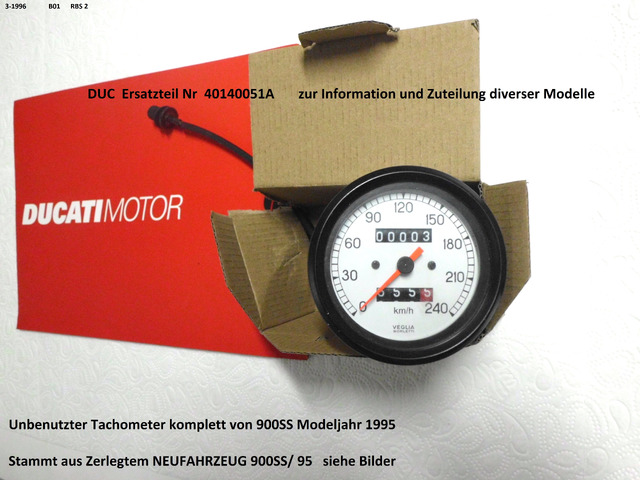 3-1996 B01 RBS 2
DUC Ersatzteil Nr 40140051A zur Information und Zuteilung diverser Modelle
DUCATIMOTOR
120
90 150
60 180
30 210
0 240
00003
5555
km/h
VEGLIA
BORLETTI
Unbenutzter Tachometer komplett von 900SS Modeljahr 1995
Stammt aus Zerlegtem NEUFAHRZEUG 900SS/ 95 siehe Bilder